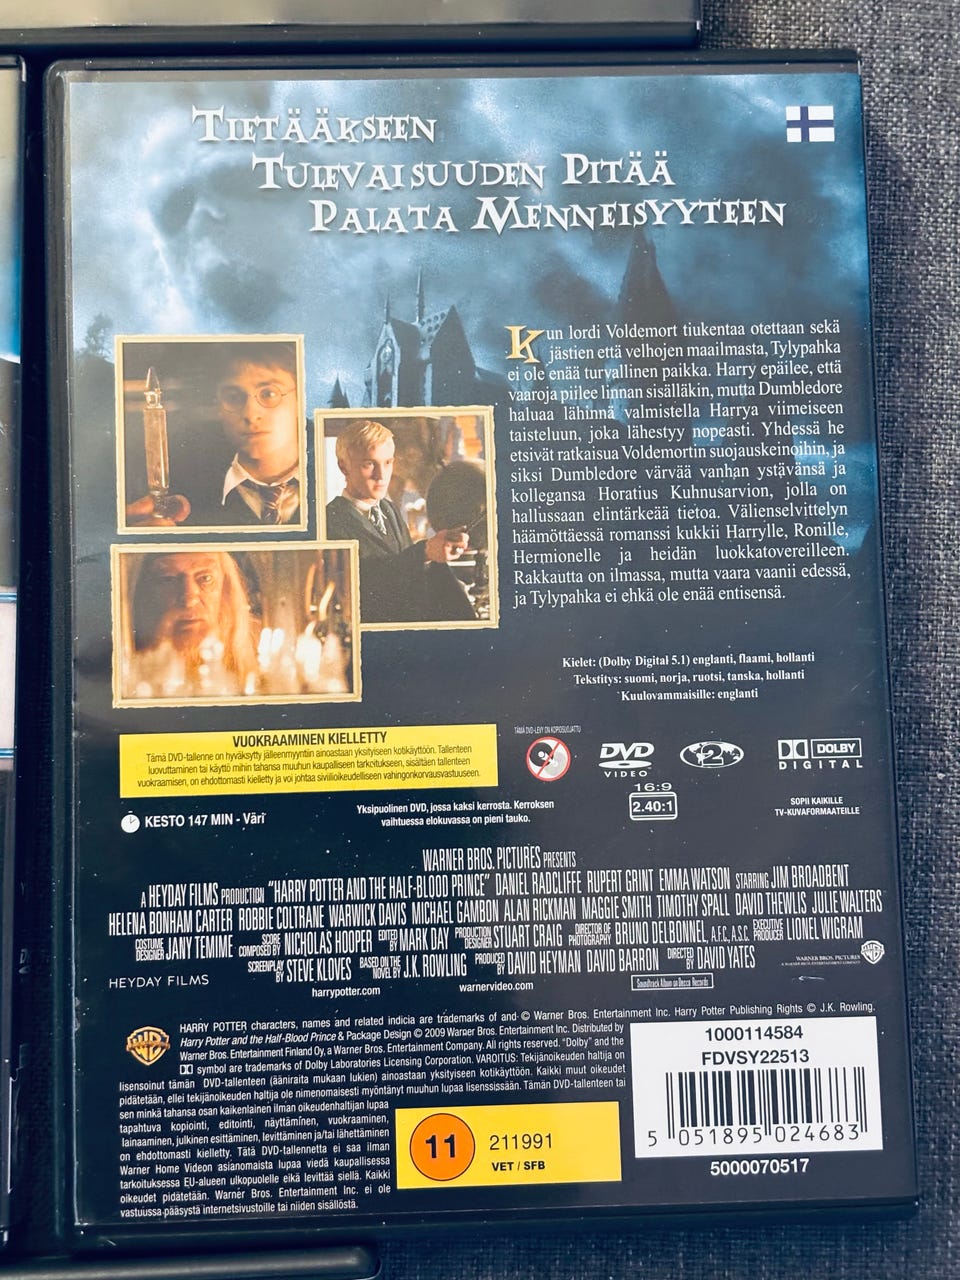 TIETÄÄKSEEN
TULEVAISUUDEN PITÄÄ
PALATA MENNEISYYTEEN
Kun lordi Voldemort tiukentaa otettaan sekä
jästien että velhojen maailmasta, Tylypahka
ei ole enää turvallinen paikka. Harry epäilee, että
vaaroja piilee linnan sisälläkin, mutta Dumbledore
haluaa lähinnä valmistella Harrya viimeiseen
taisteluun, joka lähestyy nopeasti. Yhdessä he
etsivät ratkaisua Voldemortin suojauskeinoihin, ja
siksi Dumbledore värvää vanhan ystävänsä ja
kollegansa Horatius Kuhnusarvion, jolla on
hallussaan elintärkeää tietoa. Välienselvittelyn
häämöttäessä romanssi kukkii Harrylle, Ronille,
Hermionelle ja heidän luokkatovereilleen.
Rakkautta on ilmassa, mutta vaara vaanii edessä,
ja Tylypahka ei ehkä ole enää entisensä.
Kielet: (Dolby Digital 5.1) englanti, flaami, hollanti
Tekstitys: suomi, norja, ruotsi, tanska, hollanti
Kuulovammaisille: englanti
VUOKRAAMINEN KIELLETTY
Tämä DVD-tallenne on hyväksytty jälleenmyyntiin ainoastaan yksityiseen kotikäyttöön. Tallenteen
luovuttaminen tai käyttö mihin tahansa muuhun kaupalliseen tarkoitukseen, sisältäen tallenteen
vuokraamisen, on ehdottomasti kielletty ja voi johtaa siviilioikeudelliseen vahingonkorvausvastuuseen.
TÄMÄ DVD-LEVY ON KOPIOSUOJATTU
DVD
VIDEO
2
DOLBY
DIGITAL
KESTO 147 MIN - Väri
Yksipuolinen DVD, jossa kaksi kerrosta. Kerroksen
vaihtuessa elokuvassa on pieni tauko.
16:9
2.40:1
SOPII KAIKILLE
TV-KUVAFORMAATEILLE
WARNER BROS. PICTURES PRESENTS
A HEYDAY FILMS PRODUCTION "HARRY POTTER AND THE HALF-BLOOD PRINCE" DANIEL RADCLIFFE RUPERT GRINT EMMA WATSON STARRING JIM BROADBENT
HELENA BONHAM CARTER ROBBIE COLTRANE WARWICK DAVIS MICHAEL GAMBON ALAN RICKMAN MAGGIE SMITH TIMOTHY SPALL DAVID THEWLIS JULIE WALTERS
COSTUME DESIGNER JANY TEMIME SCORE COMPOSED BY NICHOLAS HOOPER EDITED BY MARK DAY PRODUCTION DESIGNER STUART CRAIG DIRECTOR OF PHOTOGRAPHY BRUNO DELBONNEL, A.F.C., A.S.C. EXECUTIVE PRODUCER LIONEL WIGRAM
SCREENPLAY BY STEVE KLOVES BASED ON THE NOVEL BY J.K. ROWLING PRODUCED BY DAVID HEYMAN DAVID BARRON DIRECTED BY DAVID YATES
HEYDAY FILMS
harrypotter.com
warnervideo.com
Soundtrack Album on Decca Records
WARNER BROS. PICTURES
HARRY POTTER characters, names and related indicia are trademarks of and © Warner Bros. Entertainment Inc. Harry Potter Publishing Rights © J.K. Rowling.
Harry Potter and the Half-Blood Prince & Package Design © 2009 Warner Bros. Entertainment Inc. Distributed by
Warner Bros. Entertainment Finland Oy, a Warner Bros. Entertainment Company. All rights reserved. "Dolby" and the
symbol are trademarks of Dolby Laboratories Licensing Corporation. VAROITUS: Tekijänoikeuden haltija on
lisensoinut tämän DVD-tallenteen (ääniraita mukaan lukien) ainoastaan yksityiseen kotikäyttöön. Kaikki muut oikeudet
pidätetään, ellei tekijänoikeuden haltija ole nimenomaisesti myöntänyt muuhun lupaa lisenssissään. Tämän DVD-tallenteen tai
sen minkä tahansa osan kaikenlainen ilman oikeudenhaltijan lupaa
tapahtuva kopiointi, editointi, näyttäminen, vuokraaminen,
lainaaminen, julkinen esittäminen, levittäminen ja/tai lähettäminen
on ehdottomasti kielletty. Tätä DVD-tallennetta ei saa ilman
Warner Home Videon asianomaista lupaa viedä kaupallisessa
tarkoituksessa EU-alueen ulkopuolelle eikä levittää siellä. Kaikki
oikeudet pidätetään. Warner Bros. Entertainment Inc. ei ole
vastuussa pääsystä internetsivustoille tai niiden sisällöstä.
11
211991
VET / SFB
1000114584
FDVSY22513
5 051895 024683
5000070517